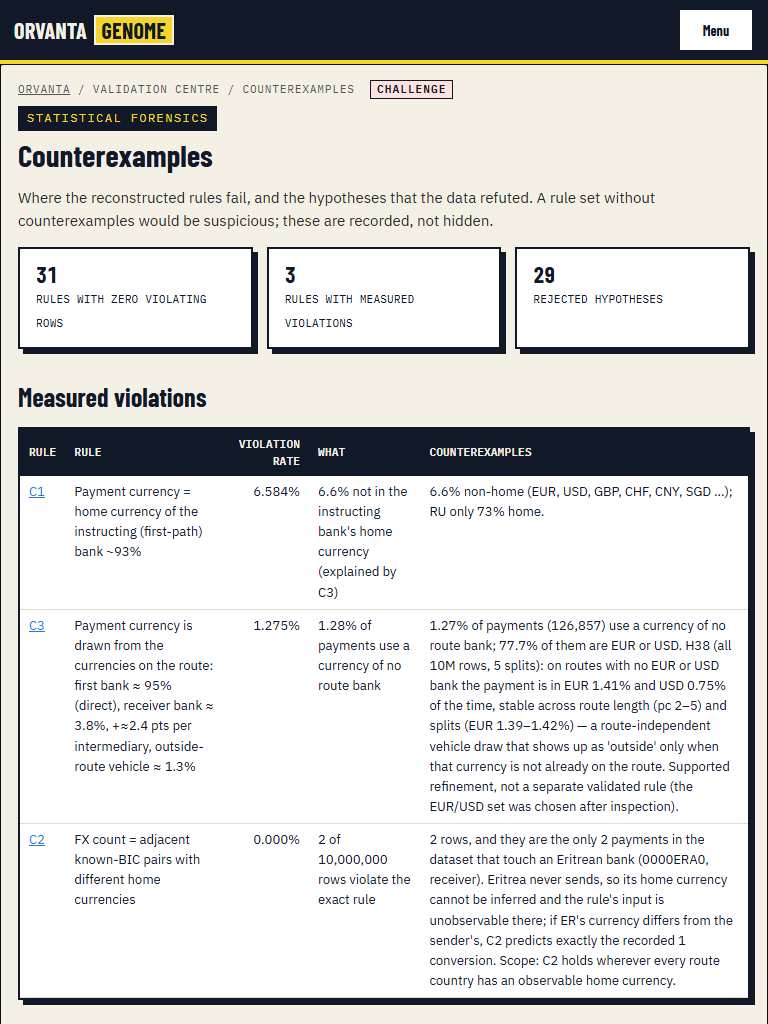 ORVANTA GENOME
Menu
ORVANTA / VALIDATION CENTRE / COUNTEREXAMPLES CHALLENGE
STATISTICAL FORENSICS
Counterexamples
Where the reconstructed rules fail, and the hypotheses that the data refuted. A rule set without
counterexamples would be suspicious; these are recorded, not hidden.
31
RULES WITH ZERO VIOLATING
ROWS
3
RULES WITH MEASURED
VIOLATIONS
29
REJECTED HYPOTHESES
Measured violations
RULE
RULE
VIOLATION
RATE
WHAT
COUNTEREXAMPLES
C1
Payment currency =
home currency of the
instructing (first-path)
bank ~93%
6.584%
6.6% not in the
instructing
bank's home
currency
(explained by
C3)
6.6% non-home (EUR, USD, GBP, CHF, CNY, SGD …);
RU only 73% home.
C3
Payment currency is
drawn from the
currencies on the route:
first bank ≈ 95%
(direct), receiver bank ≈
3.8%, +≈2.4 pts per
intermediary, outside-
route vehicle ≈ 1.3%
1.275%
1.28% of
payments use a
currency of no
route bank
1.27% of payments (126,857) use a currency of no
route bank; 77.7% of them are EUR or USD. H38 (all
10M rows, 5 splits): on routes with no EUR or USD
bank the payment is in EUR 1.41% and USD 0.75%
of the time, stable across route length (pc 2–5) and
splits (EUR 1.39–1.42%) — a route-independent
vehicle draw that shows up as 'outside' only when
that currency is not already on the route. Supported
refinement, not a separate validated rule (the
EUR/USD set was chosen after inspection).
C2
FX count = adjacent
known-BIC pairs with
different home
currencies
0.000%
2 of
10,000,000
rows violate the
exact rule
2 rows, and they are the only 2 payments in the
dataset that touch an Eritrean bank (0000ERA0,
receiver). Eritrea never sends, so its home currency
cannot be inferred and the rule's input is
unobservable there; if ER's currency differs from the
sender's, C2 predicts exactly the recorded 1
conversion. Scope: C2 holds wherever every route
country has an observable home currency.